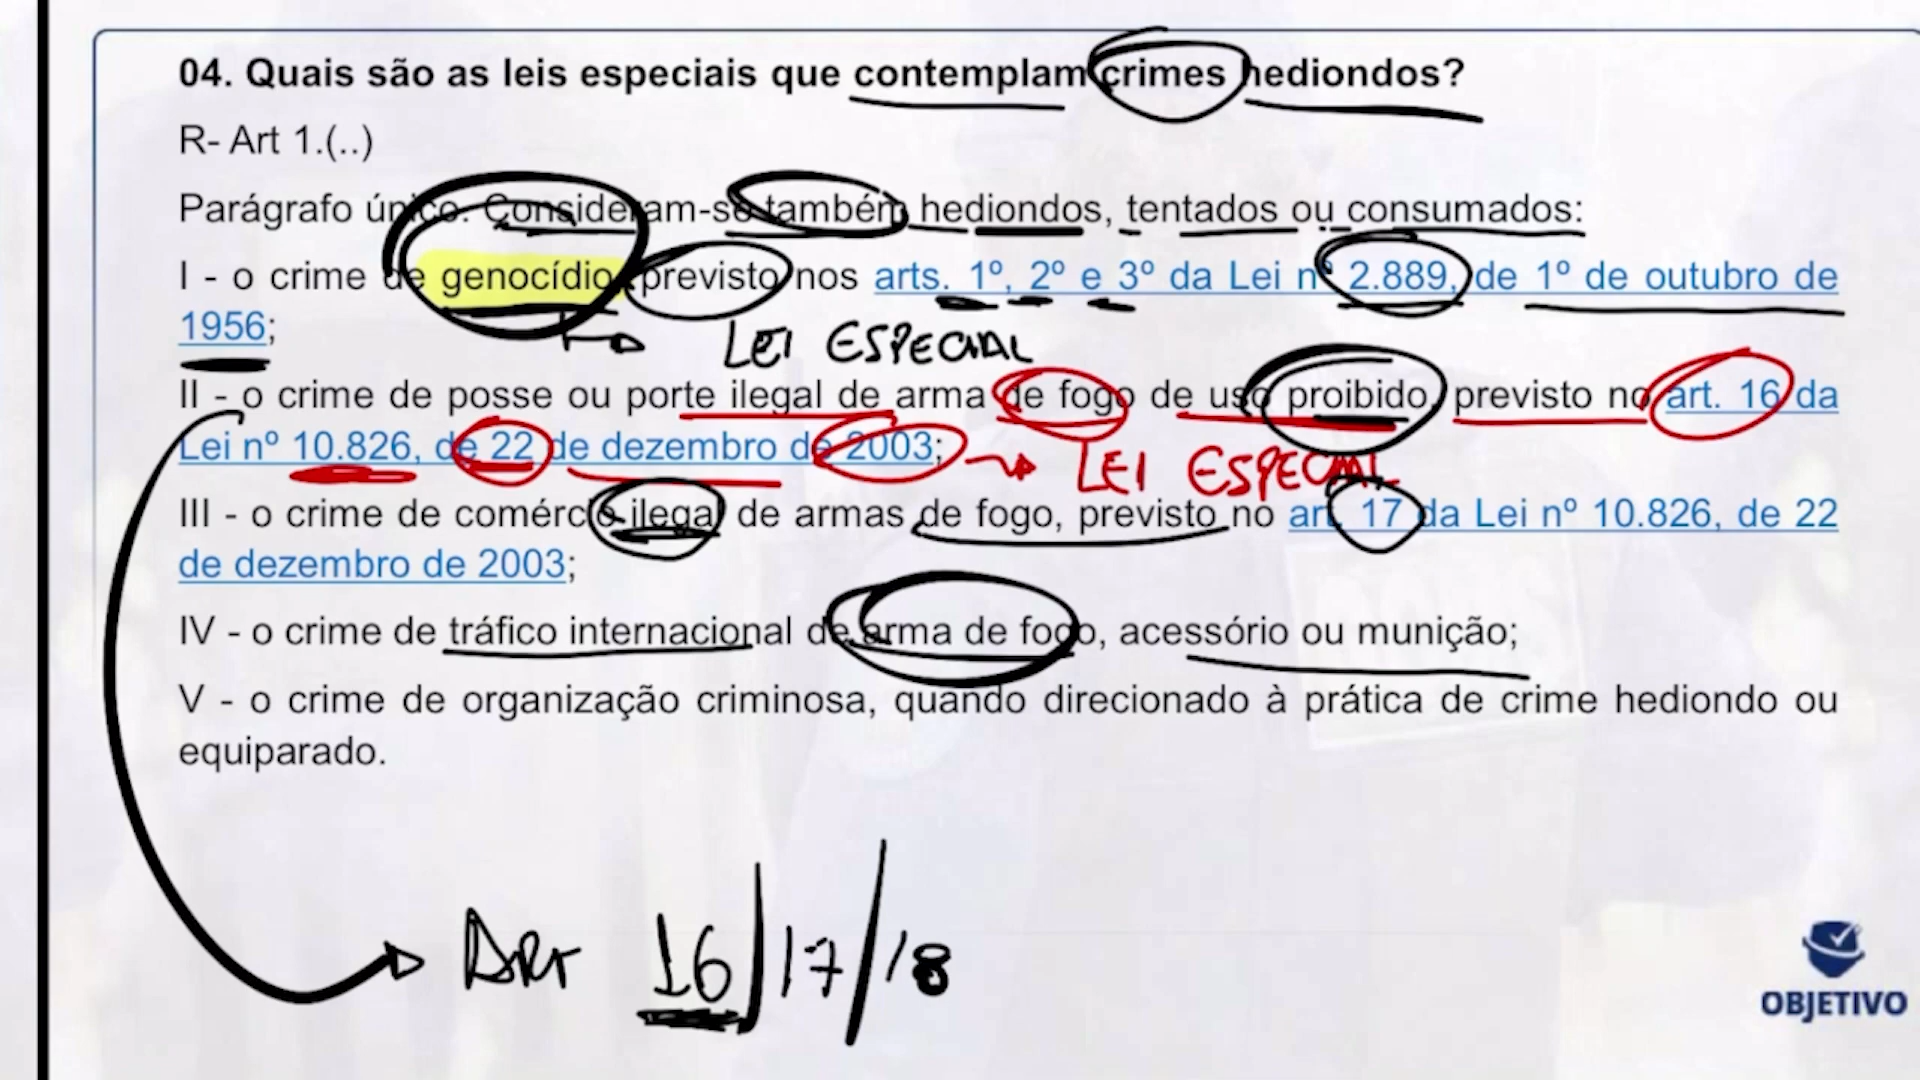 04. Quais são as leis especiais que contemplam crimes hediondos?
R- Art 1.(..)
Parágrafo único. Consideram-se também hediondos, tentados ou consumados:
I - o crime de genocídio, previsto nos arts. 1º, 2º e 3º da Lei nº 2.889, de 1º de outubro de
1956;
LEI ESPECIAL
II - o crime de posse ou porte ilegal de arma de fogo de uso proibido, previsto no art. 16 da
Lei nº 10.826, de 22 de dezembro de 2003;
LEI ESPECIAL
III - o crime de comércio ilegal de armas de fogo, previsto no art. 17 da Lei nº 10.826, de 22
de dezembro de 2003;
IV - o crime de tráfico internacional de arma de fogo, acessório ou munição;
V - o crime de organização criminosa, quando direcionado à prática de crime hediondo ou
equiparado.
ART 16/17/18
OBJETIVO